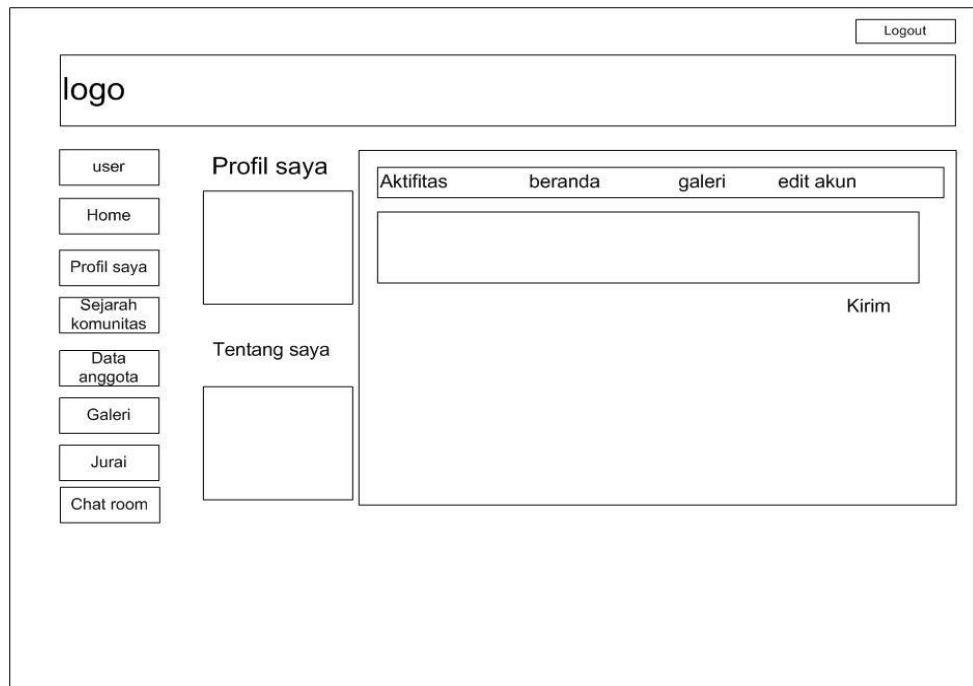 Logout
logo
user
Home
Profil saya
Sejarah
komunitas
Data
anggota
Galeri
Jurai
Chat room
Profil saya
Tentang saya
Aktifitas beranda galeri edit akun
Kirim